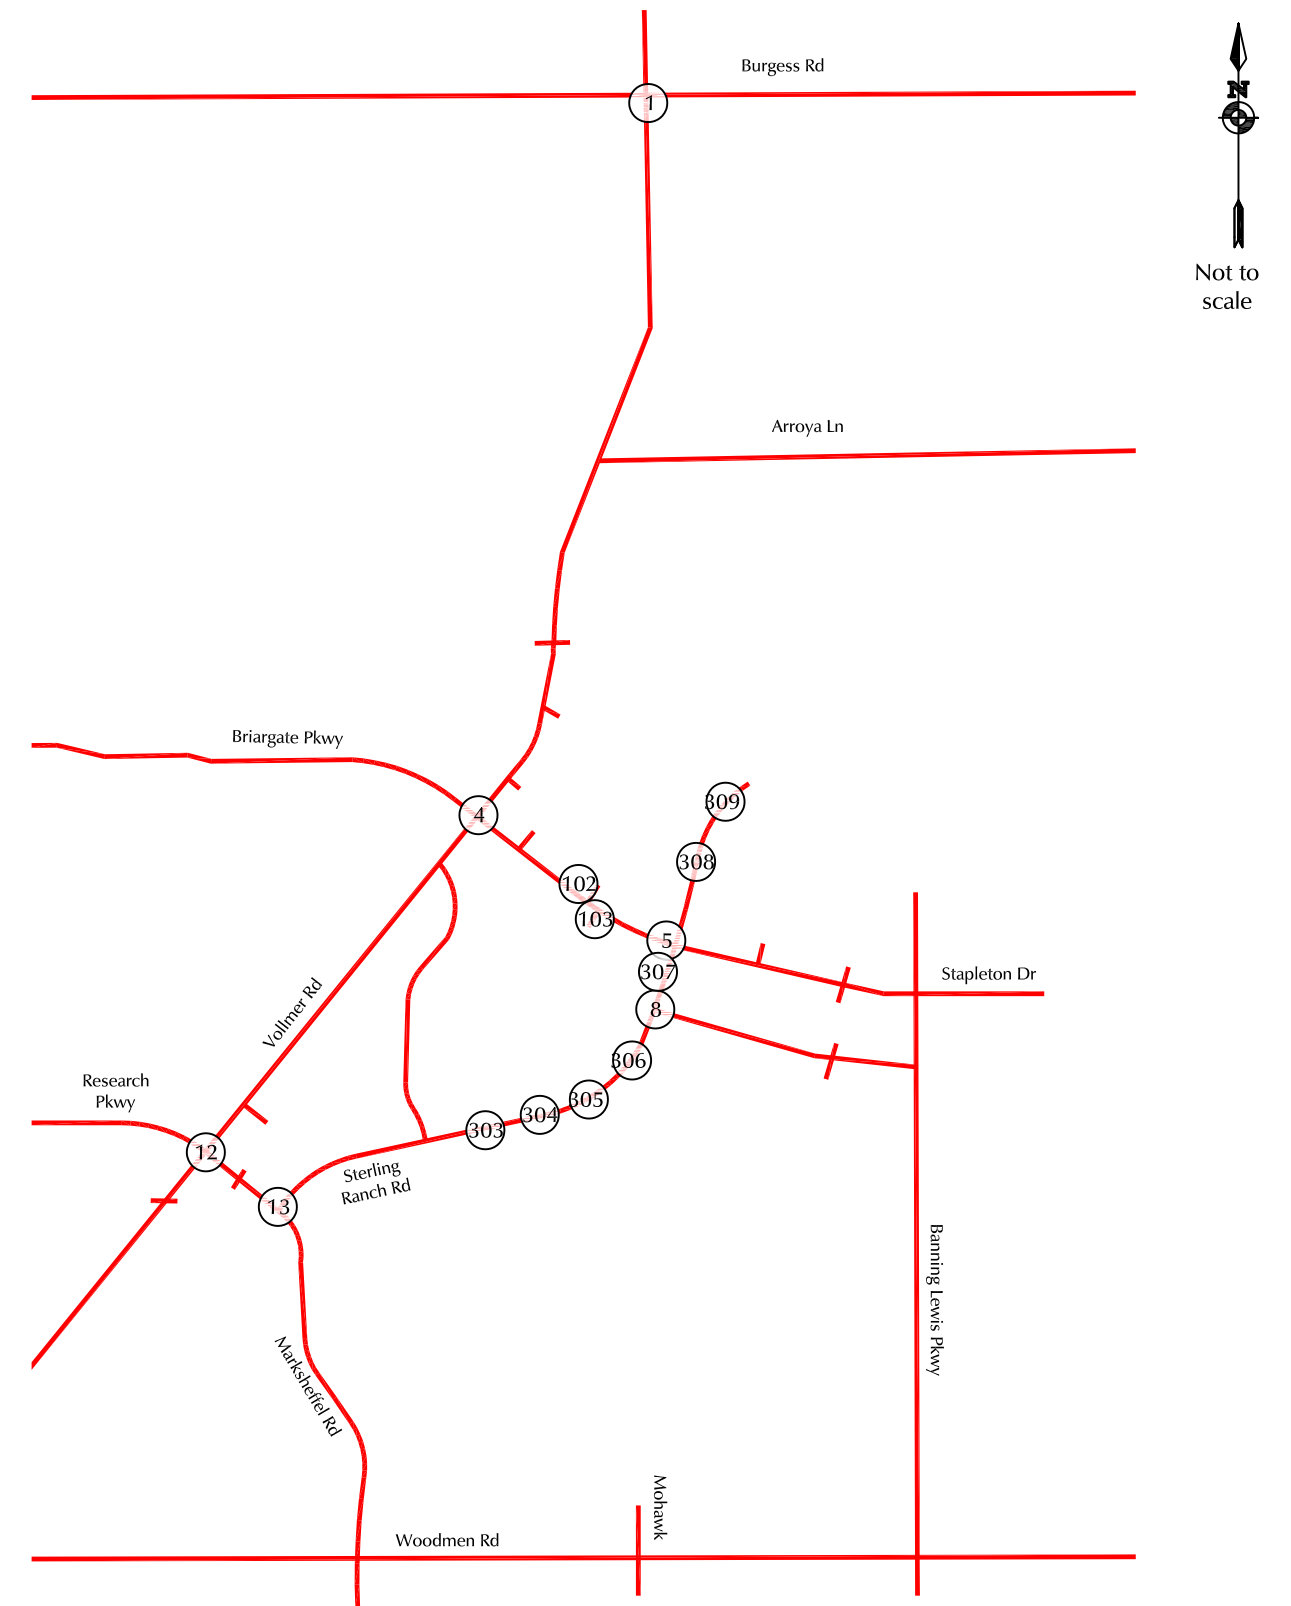 Burgess Rd
N
1
Not to
scale
Arroya Ln
Briargate Pkwy
309
4
308
102
103
5
307
Stapleton Dr
8
Vollmer Rd
306
Research
Pkwy
305
304
303
12
Sterling
Ranch Rd
13
Banning Lewis Pkwy
Marksheffel Rd
Mohawk
Woodmen Rd